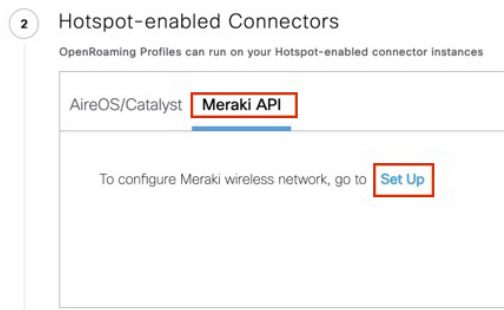 2
Hotspot-enabled Connectors
OpenRoaming Profiles can run on your Hotspot-enabled connector instances
AireOS/Catalyst Meraki API
To configure Meraki wireless network, go to Set Up